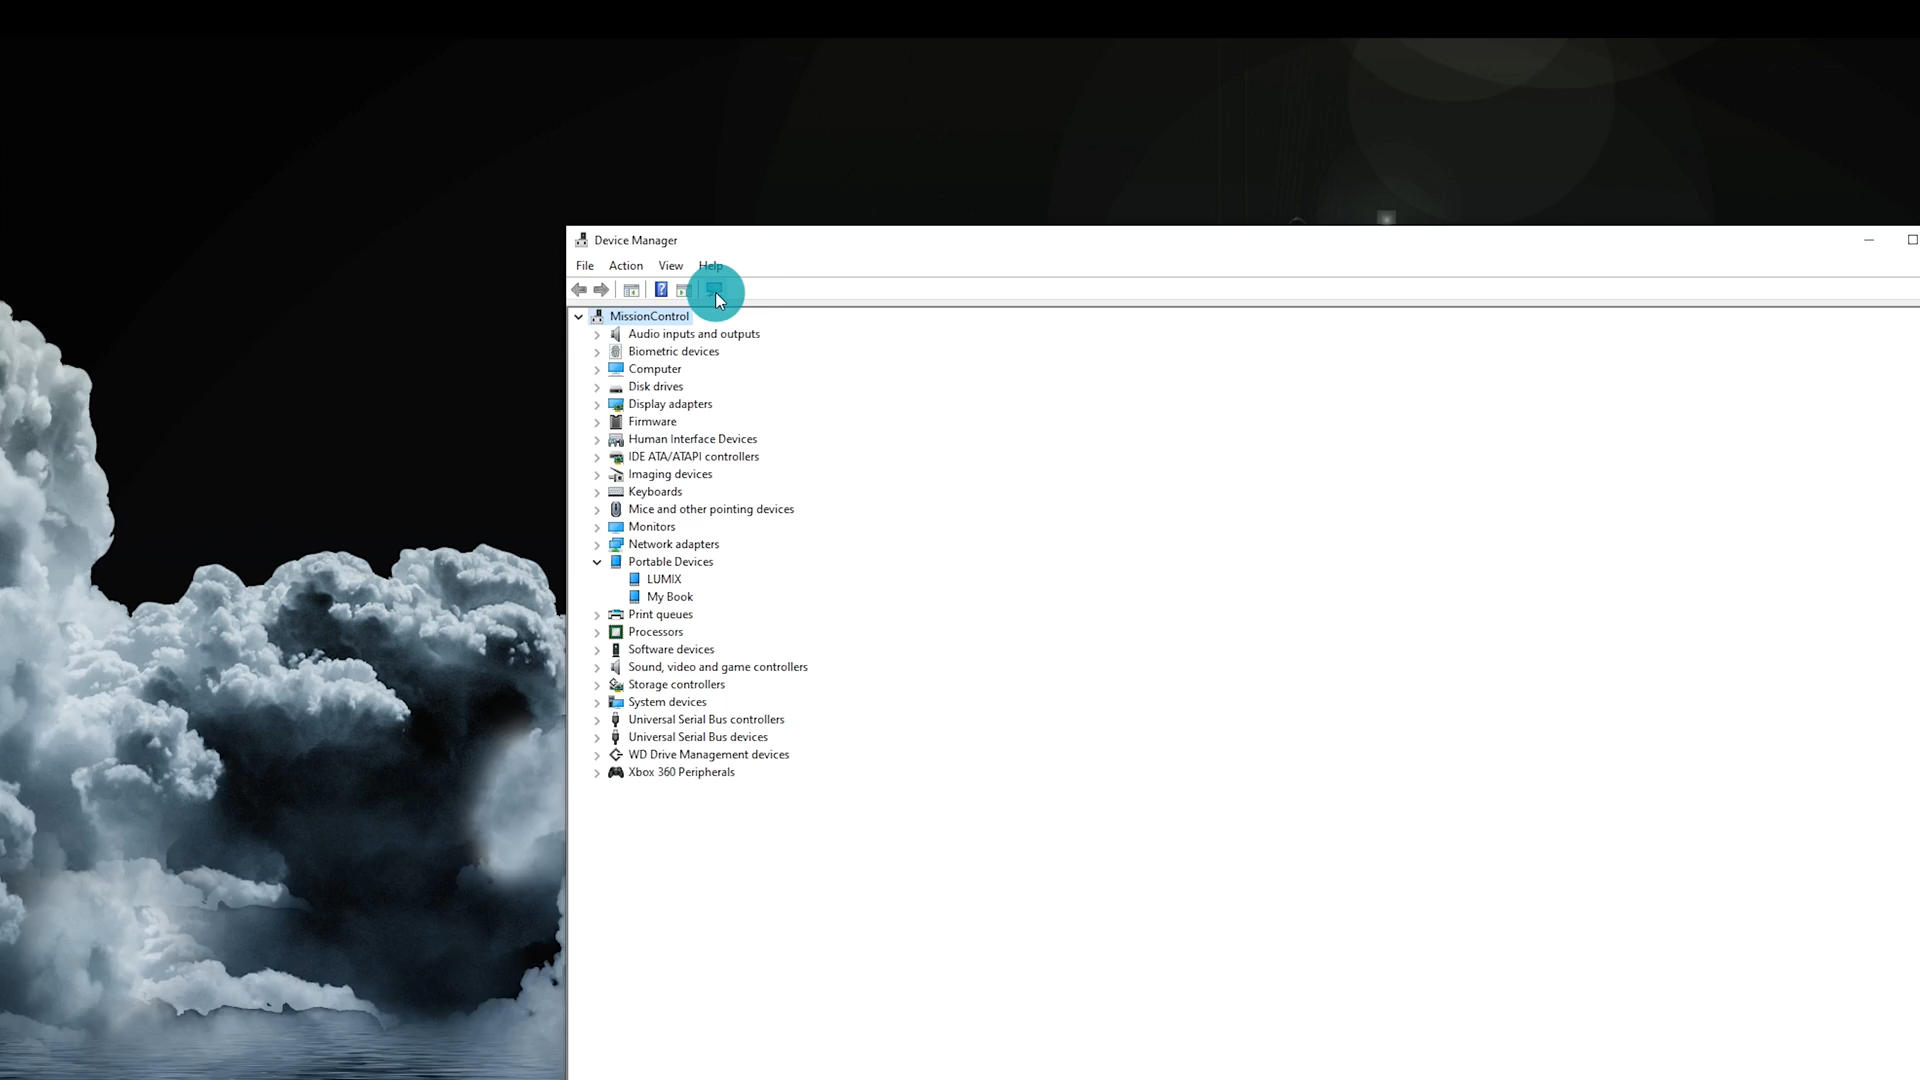 Device Manager
File Action View Help
MissionControl
Audio inputs and outputs
Biometric devices
Computer
Disk drives
Display adapters
Firmware
Human Interface Devices
IDE ATA/ATAPI controllers
Imaging devices
Keyboards
Mice and other pointing devices
Monitors
Network adapters
Portable Devices
LUMIX
My Book
Print queues
Processors
Software devices
Sound, video and game controllers
Storage controllers
System devices
Universal Serial Bus controllers
Universal Serial Bus devices
WD Drive Management devices
Xbox 360 Peripherals